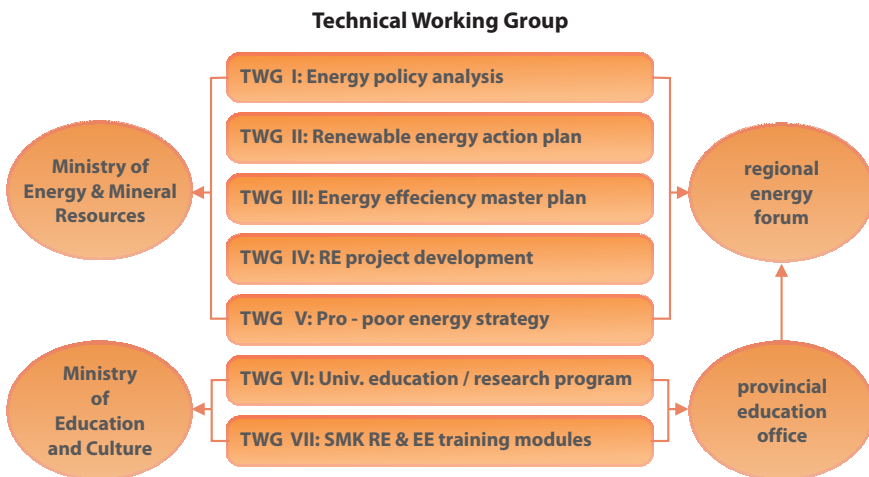 Technical Working Group
TWG I: Energy policy analysis
TWG II: Renewable energy action plan
TWG III: Energy effeciency master plan
TWG IV: RE project development
TWG V: Pro - poor energy strategy
TWG VI: Univ. education / research program
TWG VII: SMK RE & EE training modules
Ministry of
Energy & Mineral
Resources
Ministry
of
Education
and Culture
regional
energy
forum
provincial
education
office